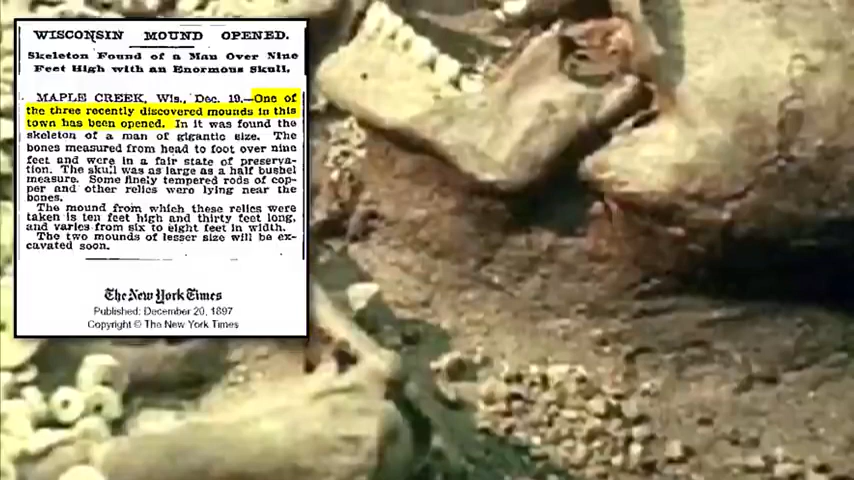 WISCONSIN MOUND OPENED.
Skeleton Found of a Man Over Nine
Feet High with an Enormous Skull.
MAPLE CREEK, Wis., Dec. 19.—One of
the three recently discovered mounds in this
town has been opened. In it was found the
skeleton of a man of gigantic size. The
bones measured from head to foot over nine
feet and were in a fair state of preserva-
tion. The skull was as large as a half bushel
measure. Some finely tempered rods of cop-
per and other relics were lying near the
bones.
The mound from which these relics were
taken is ten feet high and thirty feet long,
and varies from six to eight feet in width.
The two mounds of lesser size will be ex-
cavated soon.
The New York Times
Published: December 20, 1897
Copyright © The New York Times